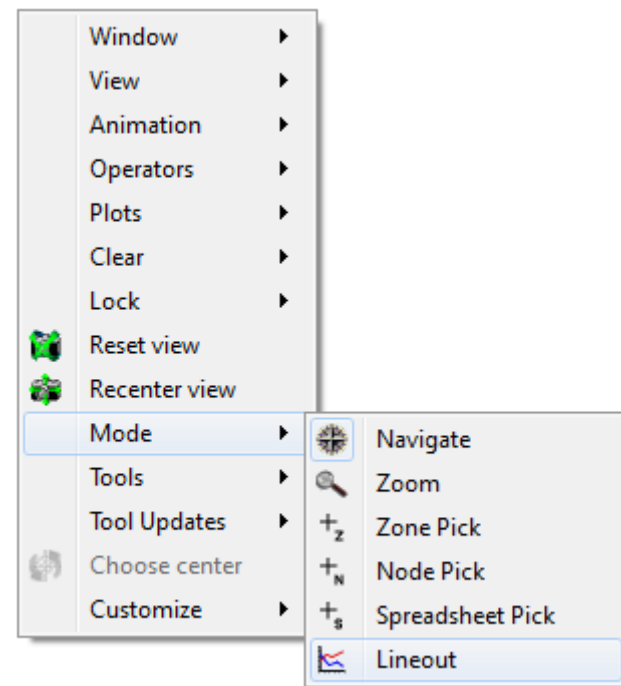 Window
View
Animation
Operators
Plots
Clear
Lock
Reset view
Recenter view
Mode
Tools
Tool Updates
Choose center
Customize
Navigate
Zoom
Z
Zone Pick
N
Node Pick
S
Spreadsheet Pick
Lineout